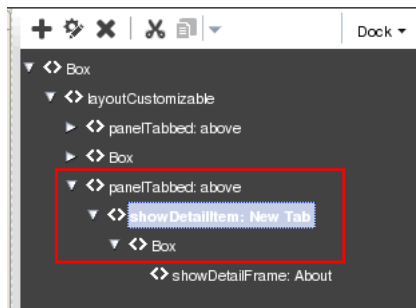 Dock
Box
layoutCustomizable
panelTabbed: above
Box
panelTabbed: above
showDetailItem: New Tab
Box
showDetailFrame: About